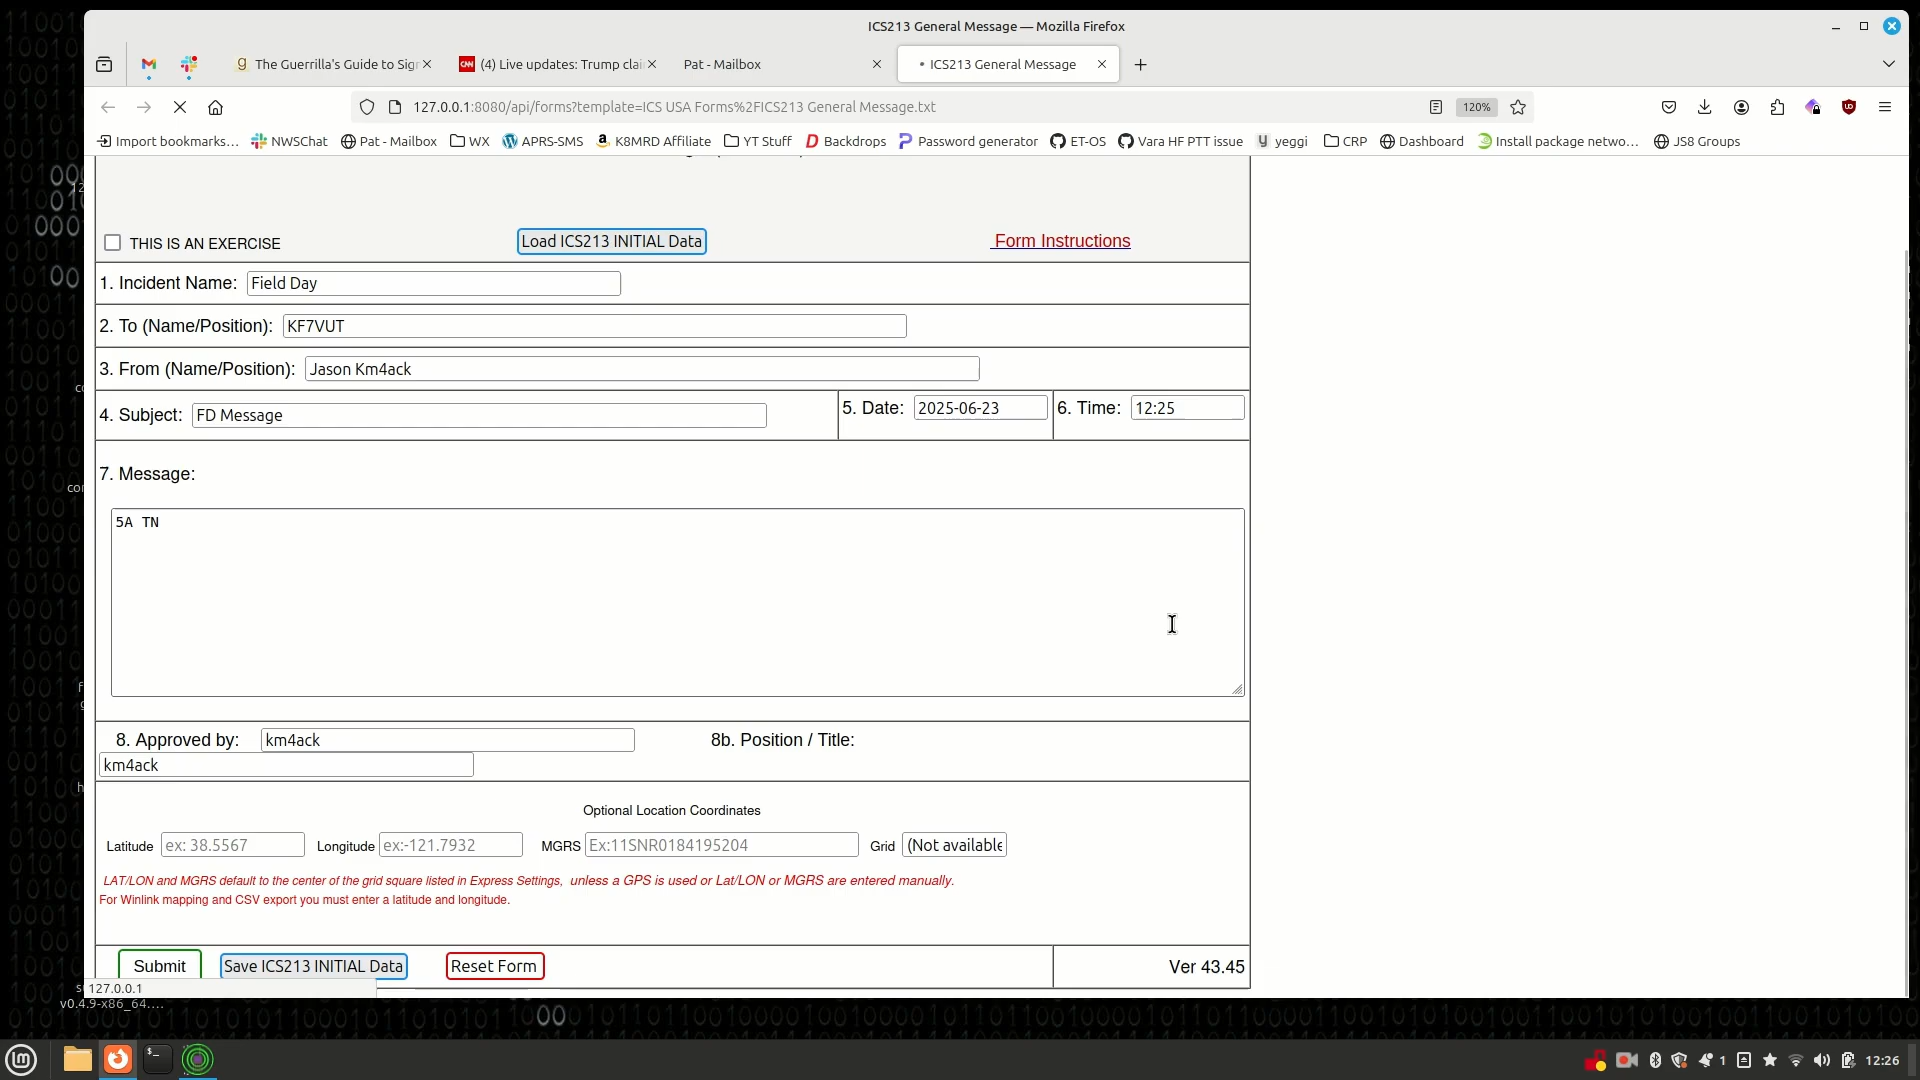 ICS213 General Message — Mozilla Firefox
The Guerrilla's Guide to Sig
(4) Live updates: Trump clai
Pat - Mailbox
ICS213 General Message
127.0.0.1:8080/api/forms?template=ICS USA Forms%2FICS213 General Message.txt
120%
Import bookmarks… NWSChat Pat - Mailbox WX APRS-SMS K8MRD Affiliate YT Stuff Backdrops Password generator ET-OS Vara HF PTT issue yeggi CRP Dashboard Install package netwo… JS8 Groups
THIS IS AN EXERCISE Load ICS213 INITIAL Data Form Instructions
1. Incident Name: Field Day
2. To (Name/Position): KF7VUT
3. From (Name/Position): Jason Km4ack
4. Subject: FD Message 5. Date: 2025-06-23 6. Time: 12:25
7. Message:
5A TN
8. Approved by: km4ack 8b. Position / Title:
km4ack
Optional Location Coordinates
Latitude ex: 38.5567 Longitude ex:-121.7932 MGRS Ex:11SNR0184195204 Grid (Not available
LAT/LON and MGRS default to the center of the grid square listed in Express Settings, unless a GPS is used or Lat/LON or MGRS are entered manually.
For Winlink mapping and CSV export you must enter a latitude and longitude.
Submit Save ICS213 INITIAL Data Reset Form Ver 43.45
127.0.0.1
v0.4.9-x86_64....
1 12:26